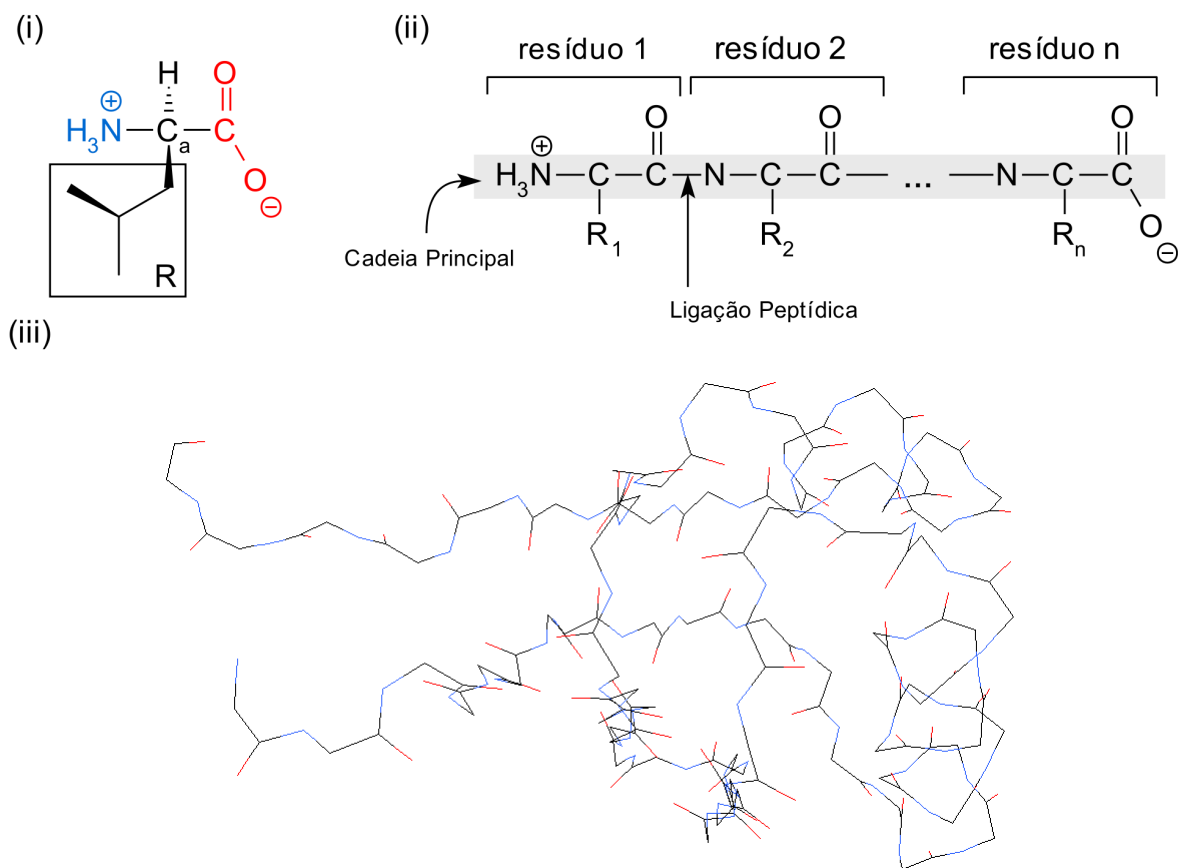 (i)
H
O
H₃N⊕
C
a
C
O⊖
R
(ii)
resíduo 1
resíduo 2
resíduo n
O
O
O
H₃N⊕ C C N C C ... N C C
R₁
R₂
Rₙ
O⊖
Cadeia Principal
Ligação Peptídica
(iii)